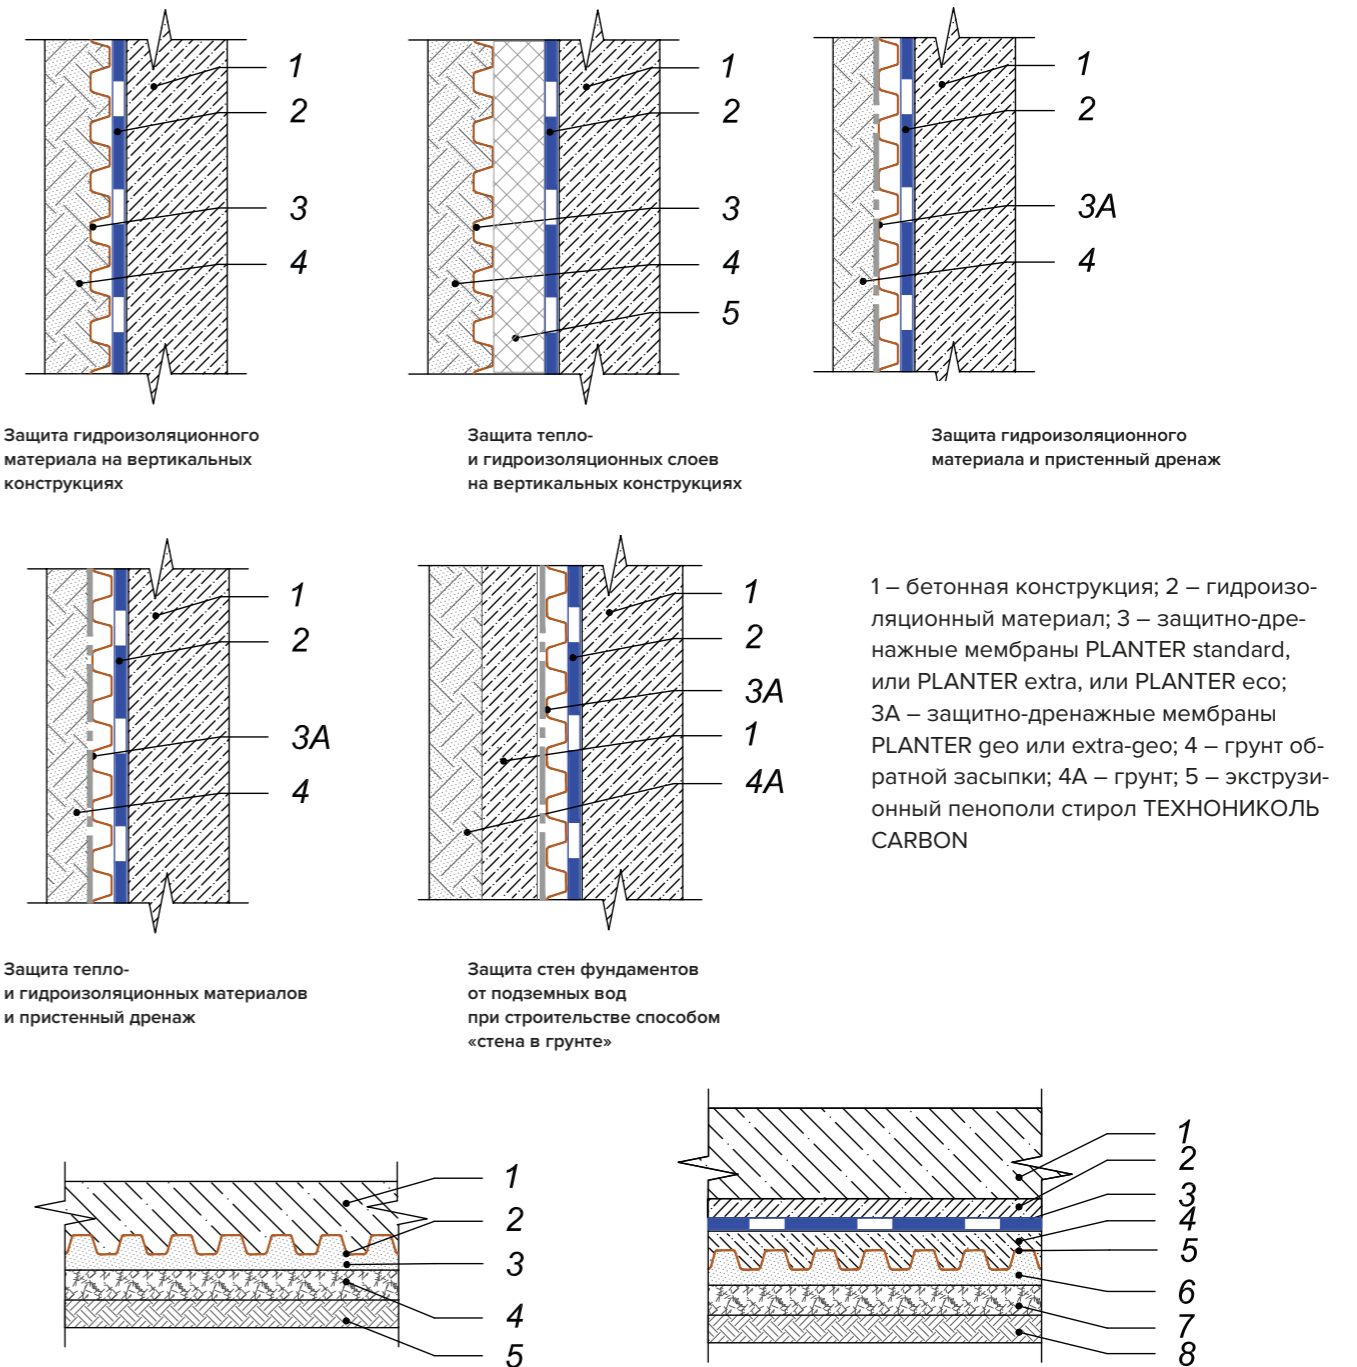 1
2
3
4
1
2
3
4
5
1
2
3А
4
Защита гидроизоляционного
материала на вертикальных
конструкциях
Защита тепло-
и гидроизоляционных слоев
на вертикальных конструкциях
Защита гидроизоляционного
материала и пристенный дренаж
1
2
3А
4
1
2
3А
1
4А
1 – бетонная конструкция; 2 – гидроизо-
ляционный материал; 3 – защитно-дре-
нажные мембраны PLANTER standard,
или PLANTER extra, или PLANTER eco;
3А – защитно-дренажные мембраны
PLANTER geo или extra-geo; 4 – грунт об-
ратной засыпки; 4А – грунт; 5 – экструзи-
онный пенополи стирол ТЕХНОНИКОЛЬ
CARBON
Защита тепло-
и гидроизоляционных материалов
и пристенный дренаж
Защита стен фундаментов
от подземных вод
при строительстве способом
«стена в грунте»
1
2
3
4
5
1
2
3
4
5
6
7
8